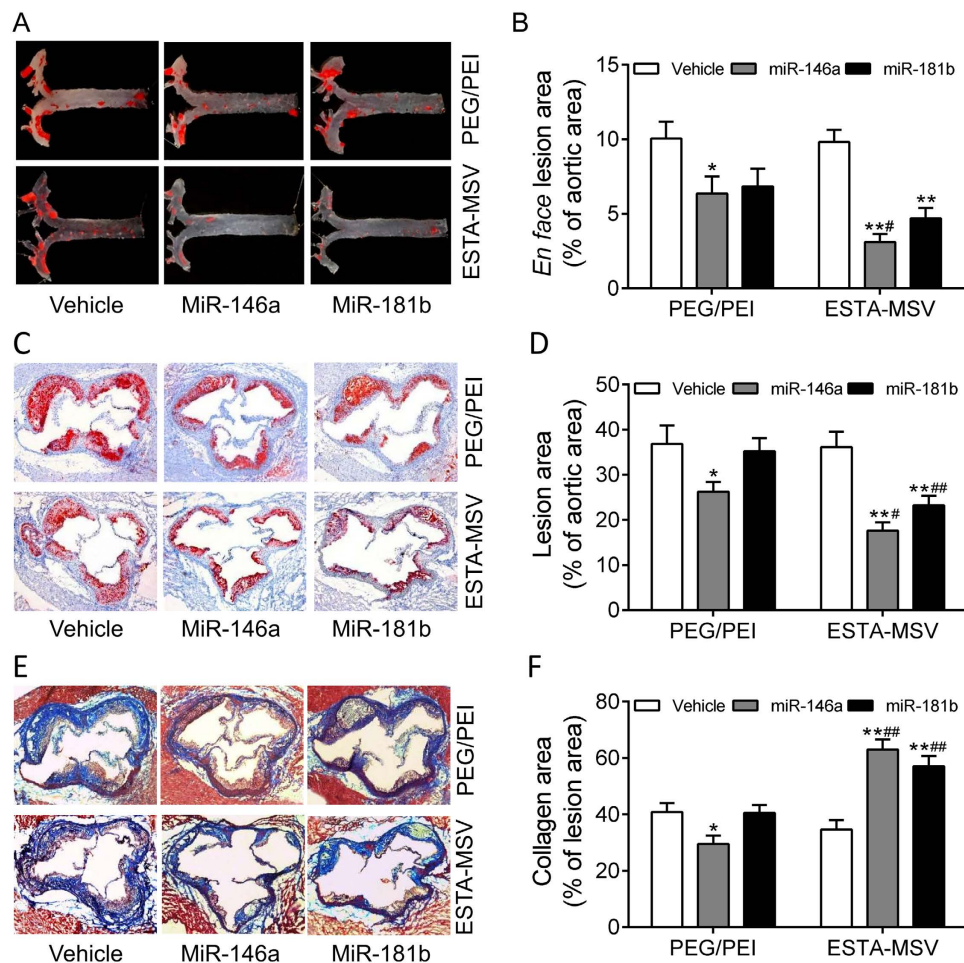 A
PEG/PEI
ESTA-MSV
Vehicle MiR-146a MiR-181b
B
Vehicle miR-146a miR-181b
En face lesion area
(% of aortic area)
15
10
5
0
*
**#
**
PEG/PEI ESTA-MSV
C
PEG/PEI
ESTA-MSV
Vehicle MiR-146a MiR-181b
D
Vehicle miR-146a miR-181b
Lesion area
(% of aortic area)
50
40
30
20
10
0
*
**#
**##
PEG/PEI ESTA-MSV
E
PEG/PEI
ESTA-MSV
Vehicle MiR-146a MiR-181b
F
Vehicle miR-146a miR-181b
Collagen area
(% of lesion area)
80
60
40
20
0
*
**##
**##
PEG/PEI ESTA-MSV